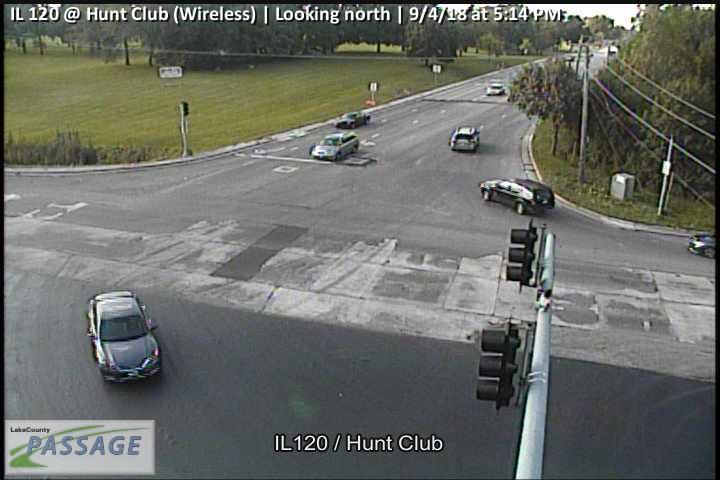 IL 120 @ Hunt Club (Wireless) | Looking north | 9/4/18 at 5:14 PM
LakeCounty
PASSAGE
IL120 / Hunt Club